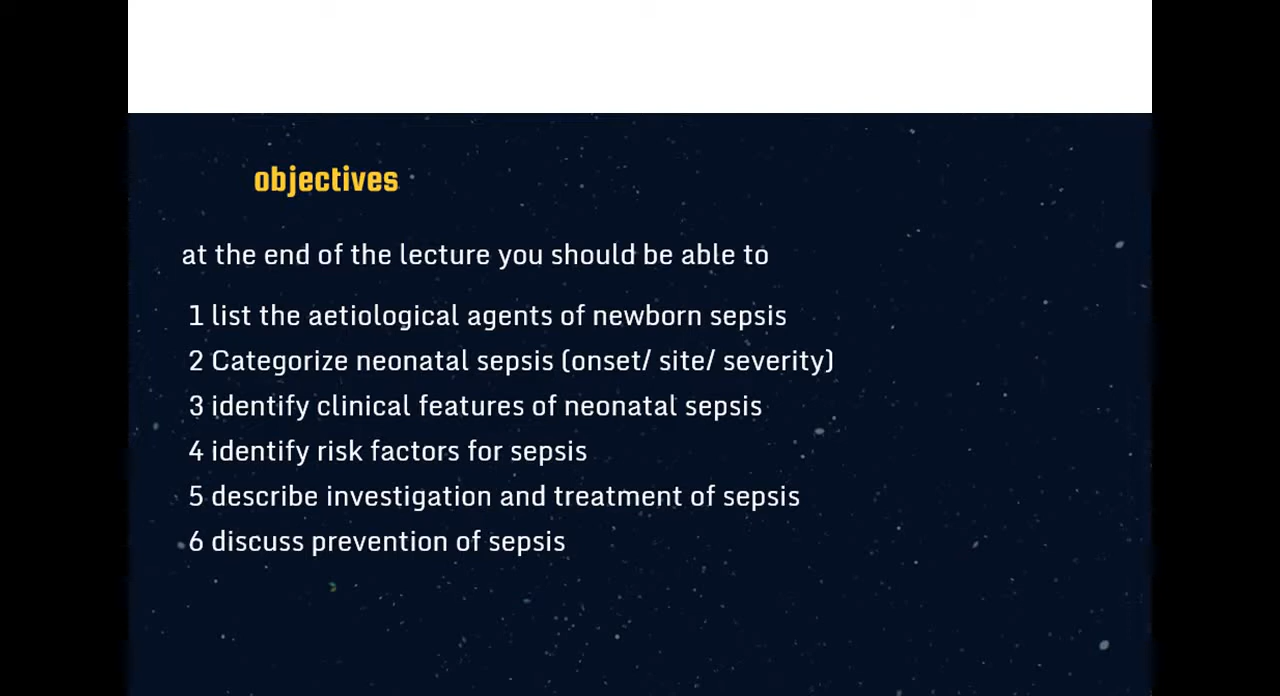 objectives
at the end of the lecture you should be able to
1 list the aetiological agents of newborn sepsis
2 Categorize neonatal sepsis (onset/ site/ severity)
3 identify clinical features of neonatal sepsis
4 identify risk factors for sepsis
5 describe investigation and treatment of sepsis
6 discuss prevention of sepsis